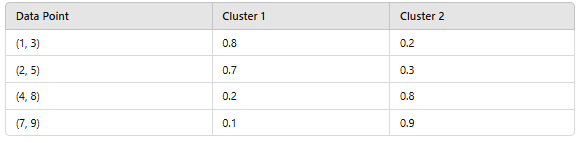 Data Point Cluster 1 Cluster 2
(1, 3) 0.8 0.2
(2, 5) 0.7 0.3
(4, 8) 0.2 0.8
(7, 9) 0.1 0.9